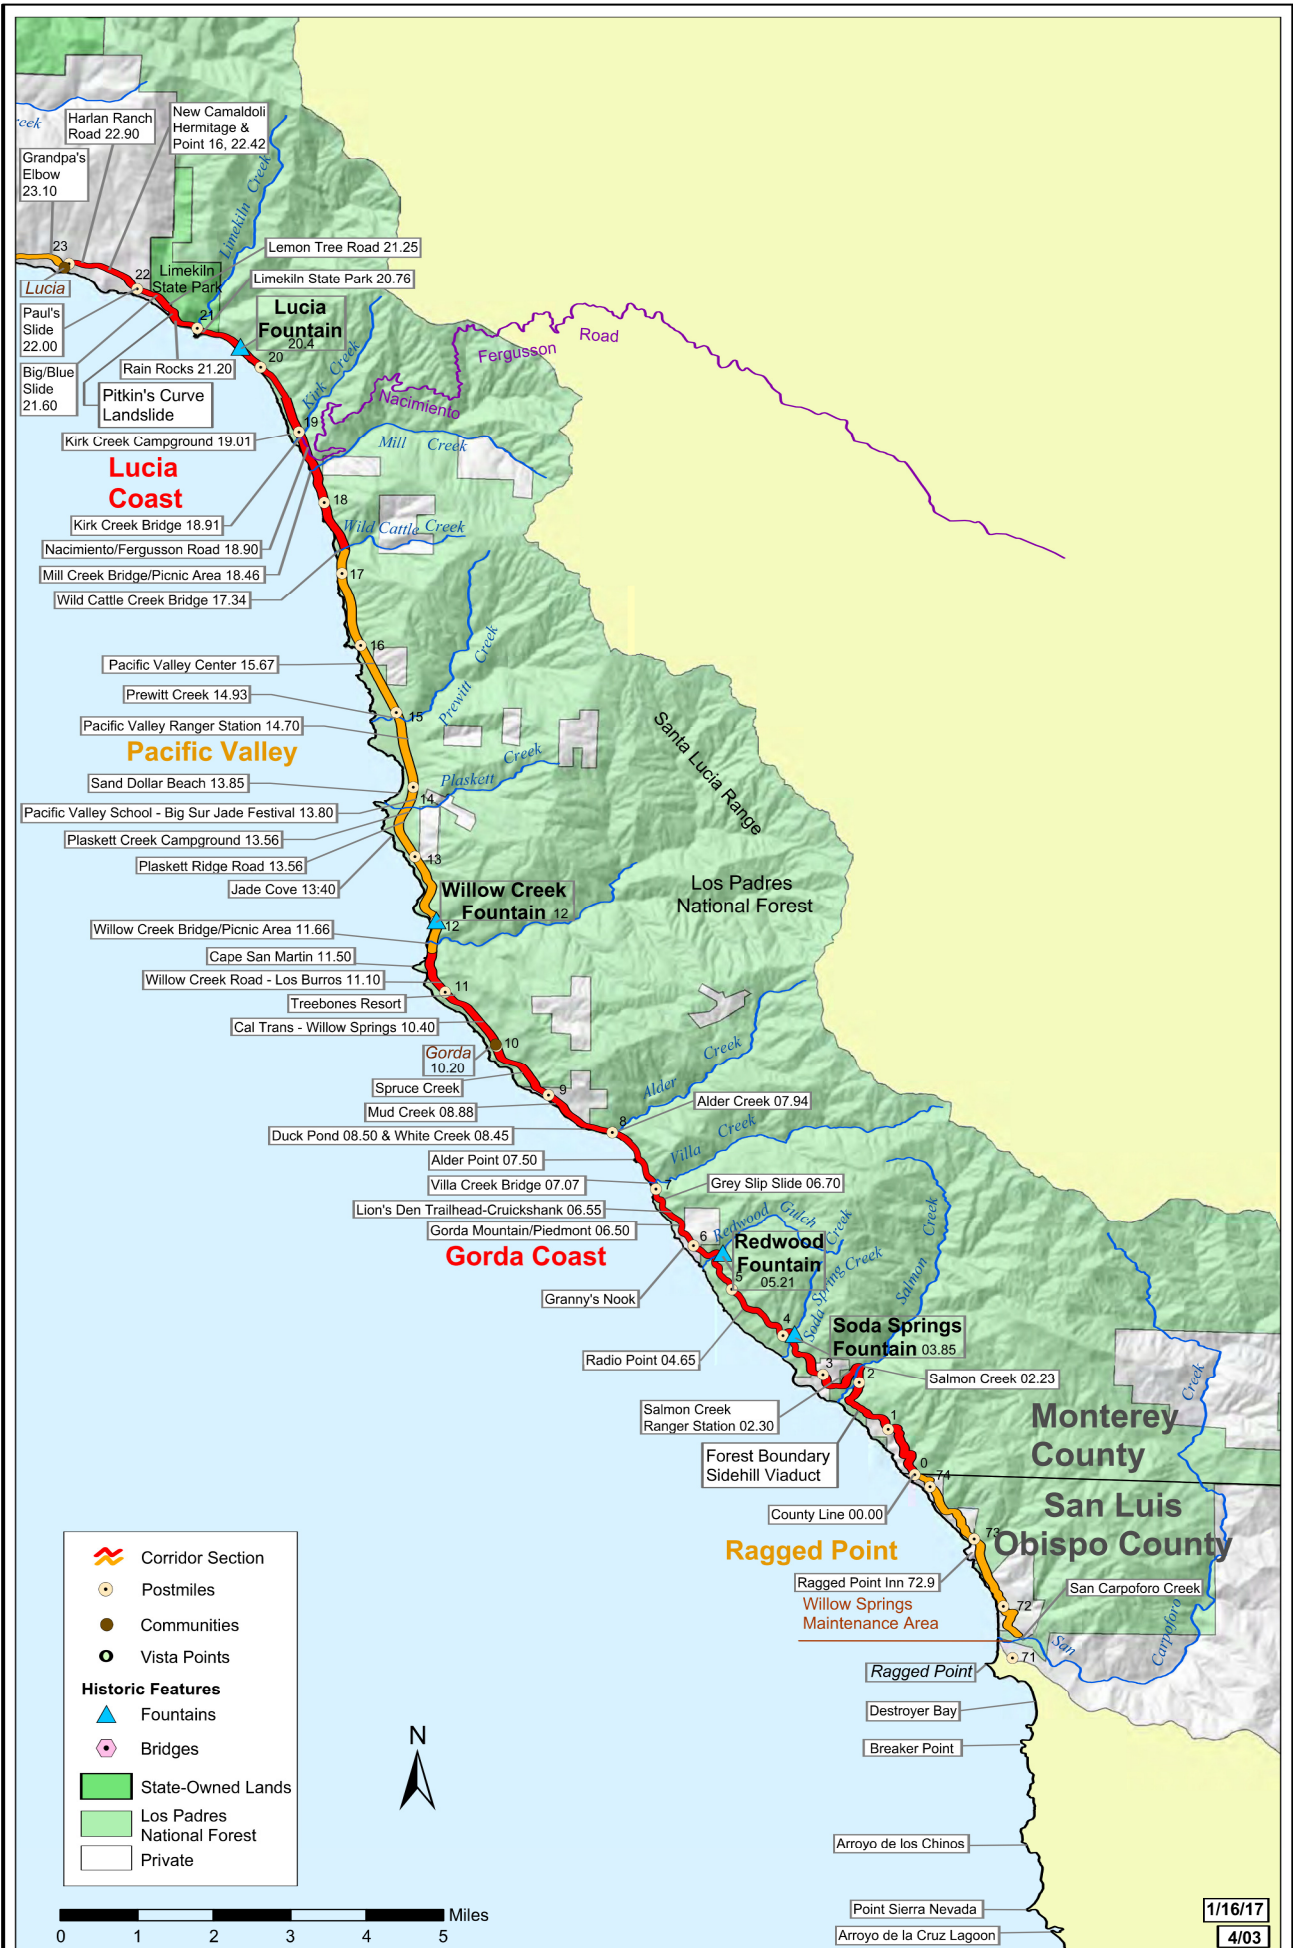 reek
Harlan Ranch
Road 22.90
New Camaldoli
Hermitage &
Point 16, 22.42
Grandpa's
Elbow
23.10
Limekiln Creek
23
Lemon Tree Road 21.25
22
Limekiln
State Park
Limekiln State Park 20.76
Lucia
Paul's
Slide
22.00
21
Lucia
Fountain
20.4
Fergusson Road
20
Rain Rocks 21.20
Big/Blue
Slide
21.60
Pitkin's Curve
Landslide
Kirk Creek
Nacimiento
19
Kirk Creek Campground 19.01
Mill Creek
Lucia
Coast
18
Kirk Creek Bridge 18.91
Wild Cattle Creek
Nacimiento/Fergusson Road 18.90
Mill Creek Bridge/Picnic Area 18.46
17
Wild Cattle Creek Bridge 17.34
16
Pacific Valley Center 15.67
Prewitt Creek
Prewitt Creek 14.93
15
Pacific Valley Ranger Station 14.70
Pacific Valley
Santa Lucia Range
Plaskett Creek
Sand Dollar Beach 13.85
14
Pacific Valley School - Big Sur Jade Festival 13.80
Plaskett Creek Campground 13.56
Plaskett Ridge Road 13.56
13
Jade Cove 13:40
Willow Creek
Fountain 12
Los Padres
National Forest
12
Willow Creek Bridge/Picnic Area 11.66
Cape San Martin 11.50
Willow Creek Road - Los Burros 11.10
11
Treebones Resort
Cal Trans - Willow Springs 10.40
10
Gorda
10.20
Alder Creek
Spruce Creek
9
Mud Creek 08.88
Alder Creek 07.94
8
Duck Pond 08.50 & White Creek 08.45
Villa Creek
Alder Point 07.50
Villa Creek Bridge 07.07
7
Grey Slip Slide 06.70
Lion's Den Trailhead-Cruickshank 06.55
Gorda Mountain/Piedmont 06.50
Redwood Gulch
Creek
6
Gorda Coast
Redwood
Fountain
05.21
5
Soda Spring Creek
Salmon Creek
Granny's Nook
4
Soda Springs
Fountain 03.85
Radio Point 04.65
3
2
Salmon Creek 02.23
Salmon Creek
Ranger Station 02.30
1
Monterey
County
Creek
Forest Boundary
Sidehill Viaduct
0
74
County Line 00.00
San Luis
Obispo County
73
Ragged Point
Ragged Point Inn 72.9
San Carpoforo Creek
Willow Springs
Maintenance Area
72
San Carpoforo
71
Ragged Point
Destroyer Bay
Breaker Point
Arroyo de los Chinos
Point Sierra Nevada
Arroyo de la Cruz Lagoon
Corridor Section
Postmiles
Communities
Vista Points
Historic Features
Fountains
Bridges
State-Owned Lands
Los Padres
National Forest
Private
N
Miles
0 1 2 3 4 5
1/16/17
4/03